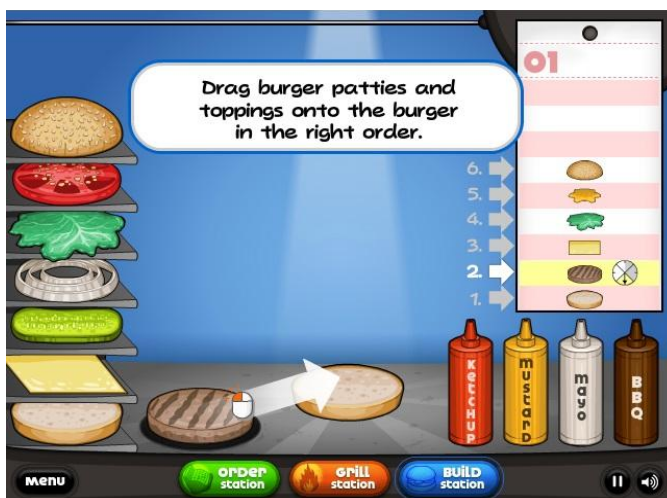 01
Drag burger patties and
toppings onto the burger
in the right order.
6.
5.
4.
3.
2.
1.
Ketchup
Mustard
Mayo
BBQ
Menu
Order
Station
Grill
Station
Build
Station